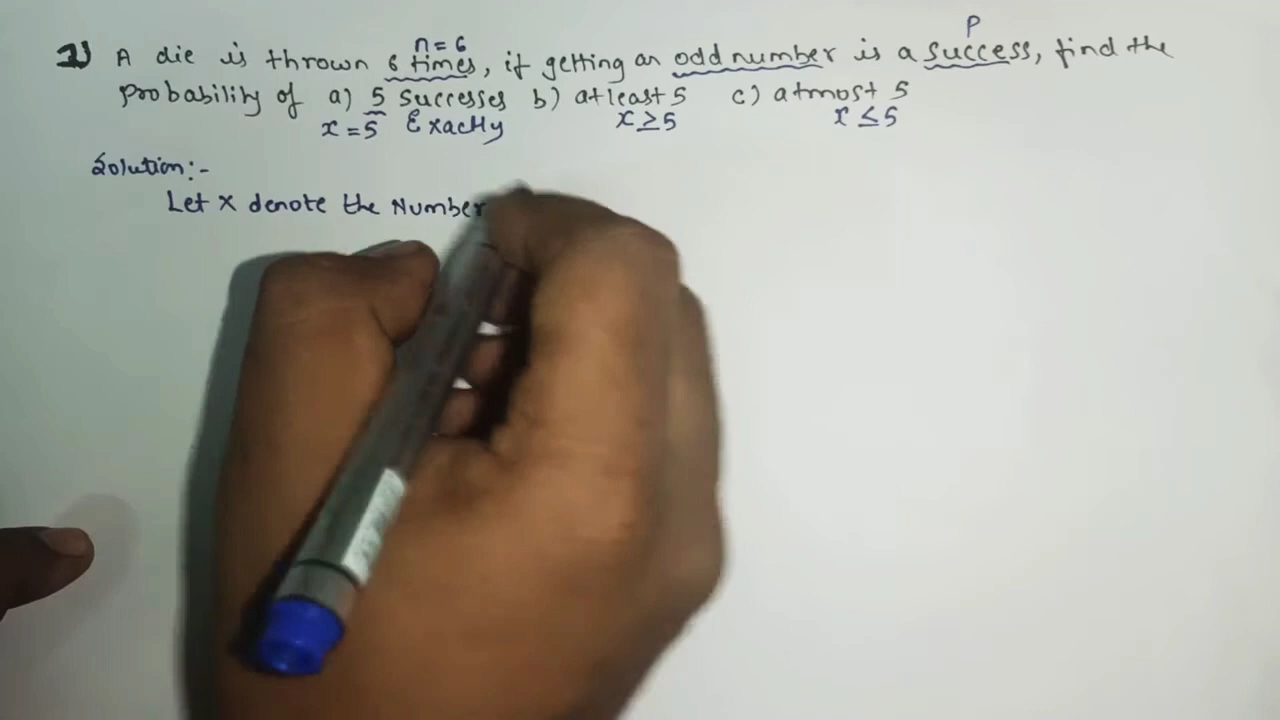 P
n=6
1) A die is thrown 6 times, if getting an odd number is a success, find the
probability of a) 5 successes b) atleast 5 c) atmost 5
x=5 Exactly x≥5 x≤5
Solution:-
Let X denote the Number